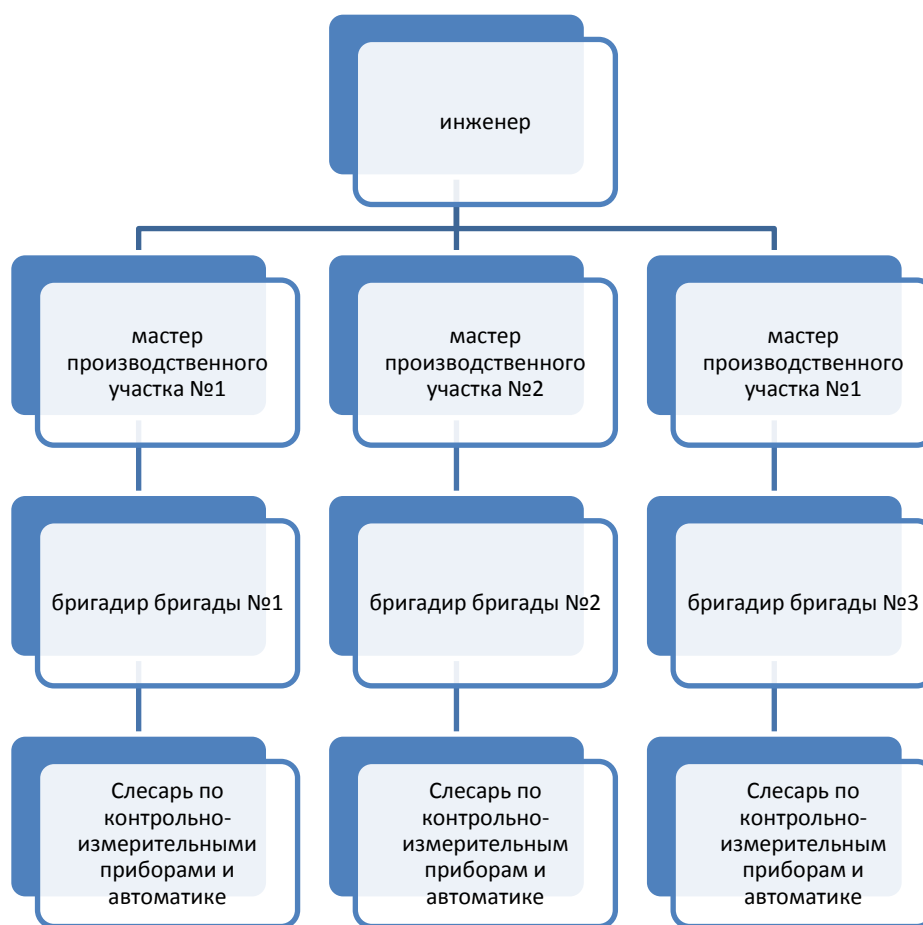 инженер
мастер
производственного
участка №1
мастер
производственного
участка №2
мастер
производственного
участка №1
бригадир бригады №1
бригадир бригады №2
бригадир бригады №3
Слесарь по
контрольно-
измерительными
приборами и
автоматике
Слесарь по
контрольно-
измерительным
приборам и
автоматике
Слесарь по
контрольно-
измерительным
приборам и
автоматике